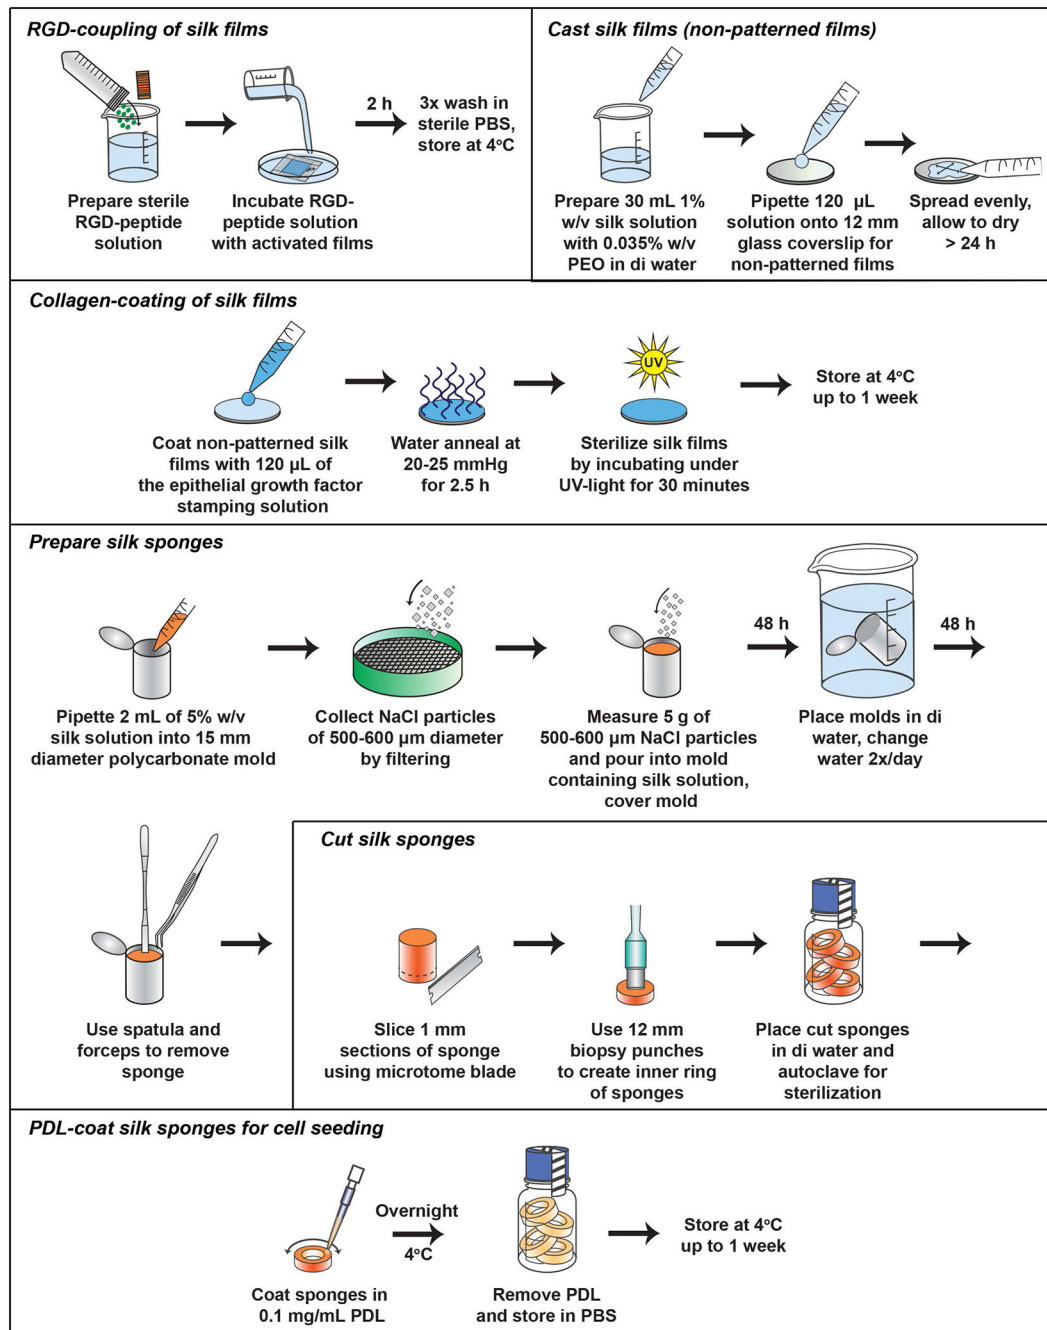 RGD-coupling of silk films
Prepare sterile
RGD-peptide
solution
Incubate RGD-
peptide solution
with activated films
2 h
3x wash in
sterile PBS,
store at 4ºC
Cast silk films (non-patterned films)
Prepare 30 mL 1%
w/v silk solution
with 0.035% w/v
PEO in di water
Pipette 120 µL
solution onto 12 mm
glass coverslip for
non-patterned films
Spread evenly,
allow to dry
> 24 h
Collagen-coating of silk films
Coat non-patterned silk
films with 120 µL of
the epithelial growth factor
stamping solution
Water anneal at
20-25 mmHg
for 2.5 h
UV
Sterilize silk films
by incubating under
UV-light for 30 minutes
Store at 4ºC
up to 1 week
Prepare silk sponges
Pipette 2 mL of 5% w/v
silk solution into 15 mm
diameter polycarbonate mold
Collect NaCl particles
of 500-600 µm diameter
by filtering
Measure 5 g of
500-600 µm NaCl particles
and pour into mold
containing silk solution,
cover mold
48 h
Place molds in di
water, change
water 2x/day
48 h
Use spatula and
forceps to remove
sponge
Cut silk sponges
Slice 1 mm
sections of sponge
using microtome blade
Use 12 mm
biopsy punches
to create inner ring
of sponges
Place cut sponges
in di water and
autoclave for
sterilization
PDL-coat silk sponges for cell seeding
Coat sponges in
0.1 mg/mL PDL
Overnight
4ºC
Remove PDL
and store in PBS
Store at 4ºC
up to 1 week